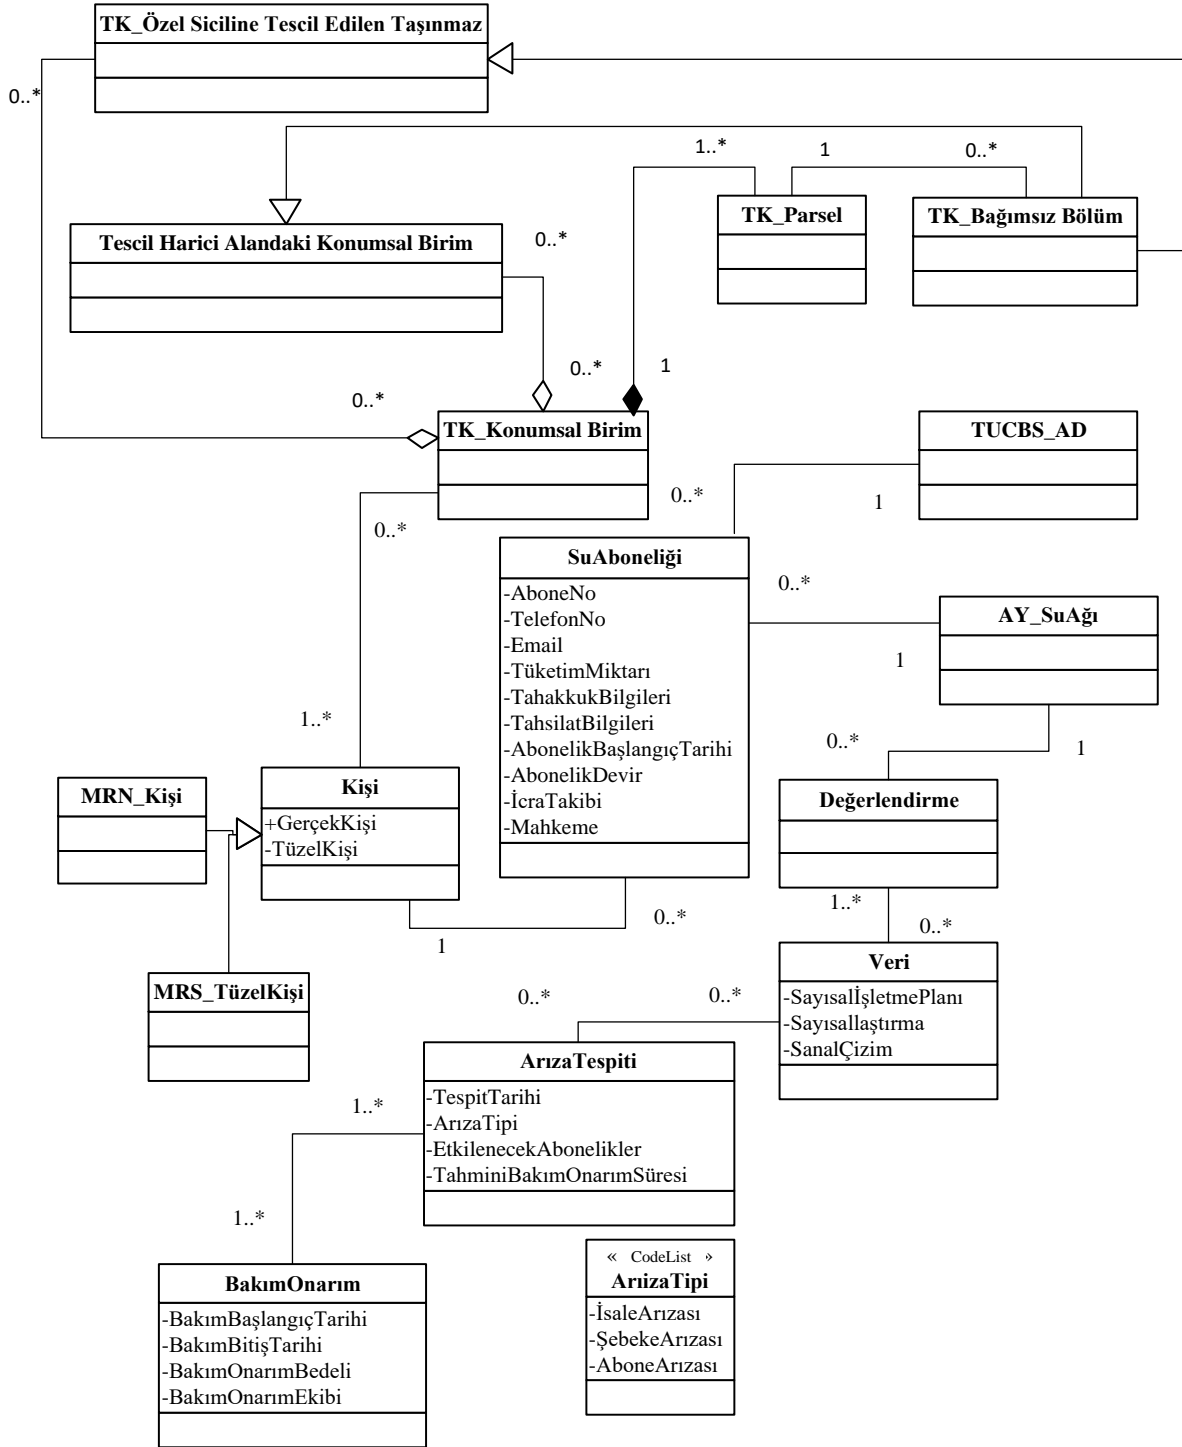 TK_Özel Siciline Tescil Edilen Taşınmaz
0..*
1..*
1
0..*
TK_Parsel
TK_Bağımsız Bölüm
Tescil Harici Alandaki Konumsal Birim
0..*
0..*
1
0..*
TK_Konumsal Birim
TUCBS_AD
0..*
1
0..*
SuAboneliği
-AboneNo
-TelefonNo
-Email
-TüketimMiktarı
-TahakkukBilgileri
-TahsilatBilgileri
-AbonelikBaşlangıçTarihi
-AbonelikDevir
-İcraTakibi
-Mahkeme
0..*
AY_SuAğı
1
0..*
1
1..*
MRN_Kişi
Kişi
+GerçekKişi
-TüzelKişi
Değerlendirme
1..*
0..*
1
0..*
MRS_TüzelKişi
Veri
-SayısalİşletmePlanı
-Sayısallaştırma
-SanalÇizim
0..*
0..*
ArızaTespiti
-TespitTarihi
-ArızaTipi
-EtkilenecekAbonelikler
-TahminiBakımOnarımSüresi
1..*
1..*
« CodeList »
ArıizaTipi
-İsaleArızası
-ŞebekeArızası
-AboneArızası
BakımOnarım
-BakımBaşlangıçTarihi
-BakımBitişTarihi
-BakımOnarımBedeli
-BakımOnarımEkibi